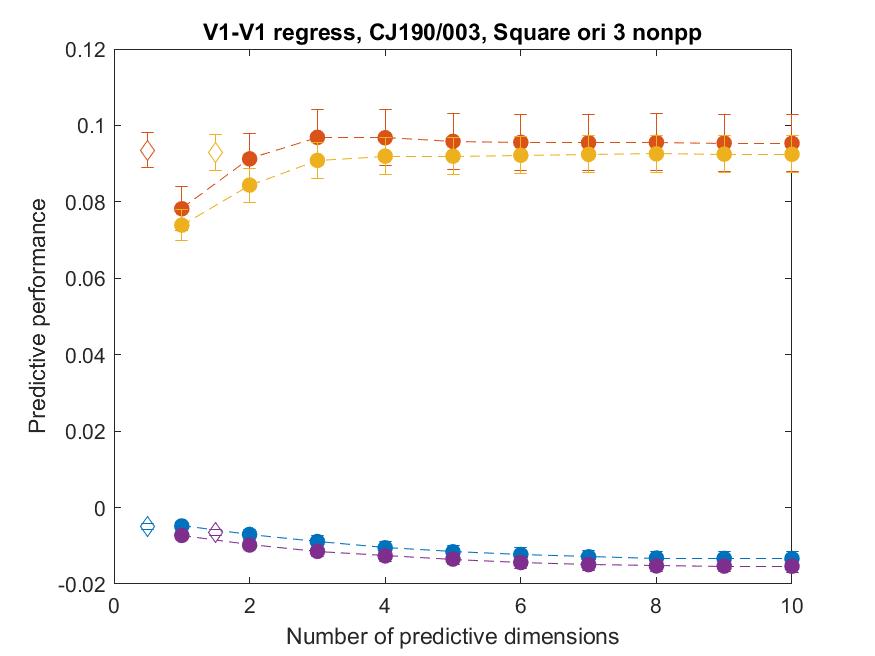 V1-V1 regress, CJ190/003, Square ori 3 nonpp
0.12
0.1
0.08
0.06
0.04
0.02
0
-0.02
Predictive performance
0 2 4 6 8 10
Number of predictive dimensions